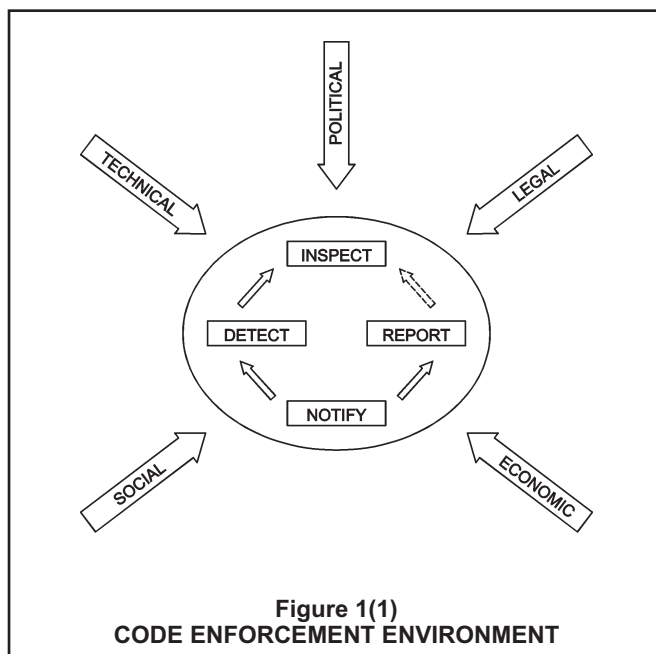 POLITICAL
TECHNICAL
LEGAL
INSPECT
DETECT
REPORT
NOTIFY
SOCIAL
ECONOMIC
Figure 1(1)
CODE ENFORCEMENT ENVIRONMENT